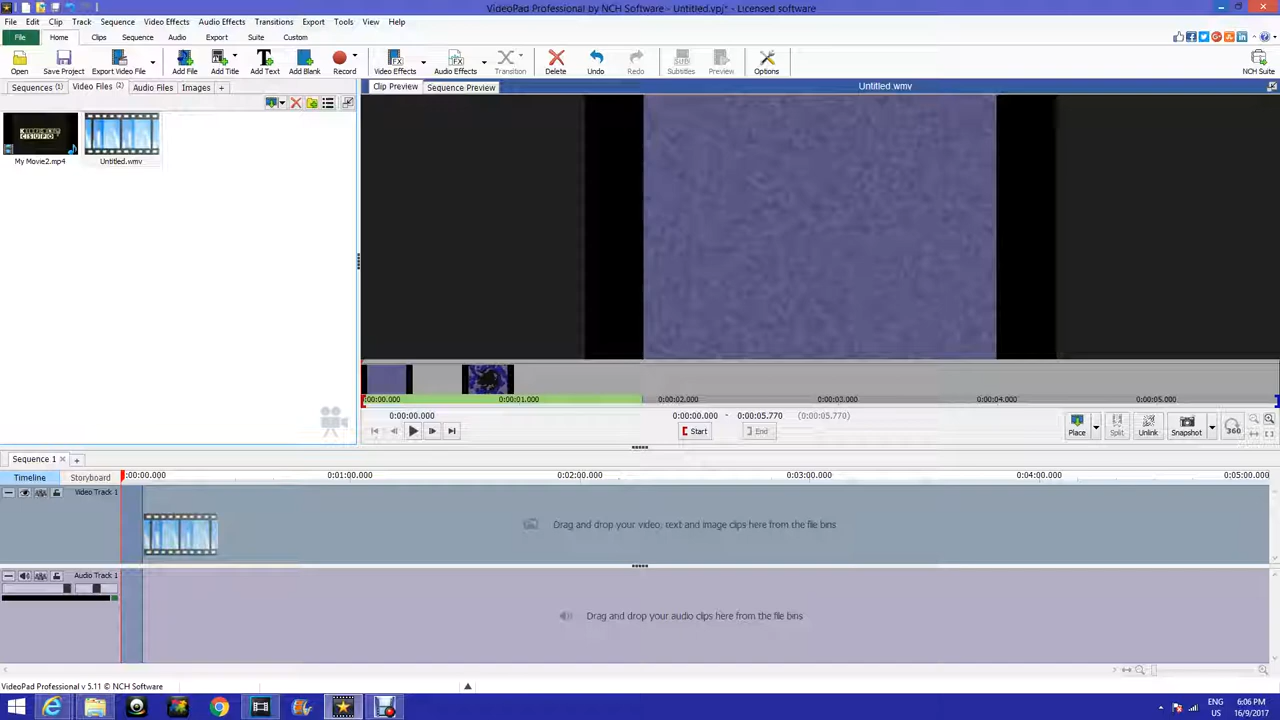 VideoPad Professional by NCH Software - Untitled.vpj* - Licensed software
File Edit Clip Track Sequence Video Effects Audio Effects Transitions Export Tools View Help
File Home Clips Sequence Video Audio Export Suite Custom
Open Save Project Export Video File Add File Add Title Add Text Add Blank Record Video Effects Audio Effects Transition Delete Undo Redo Subtitles Preview Options NCH Suite
Sequences (1) Video Files (2) Audio Files Images +
Clip Preview Sequence Preview Untitled.wmv
My Movie2.mp4 Untitled.wmv
0:00:00.000 0:00:01.000 0:00:02.000 0:00:03.000 0:00:04.000 0:00:05.000
0:00:00.000 0:00:00.000 - 0:00:05.770 (0:00:05.770)
Start End Place Split Unlink Snapshot 360
Sequence 1
Timeline Storyboard 0:00:00.000 0:01:00.000 0:02:00.000 0:03:00.000 0:04:00.000 0:05:00.000
Video Track 1
Drag and drop your video, text and image clips here from the file bins
Audio Track 1
Drag and drop your audio clips here from the file bins
VideoPad Professional v 5.11 © NCH Software
ENG 6:06 PM
US 16/9/2017